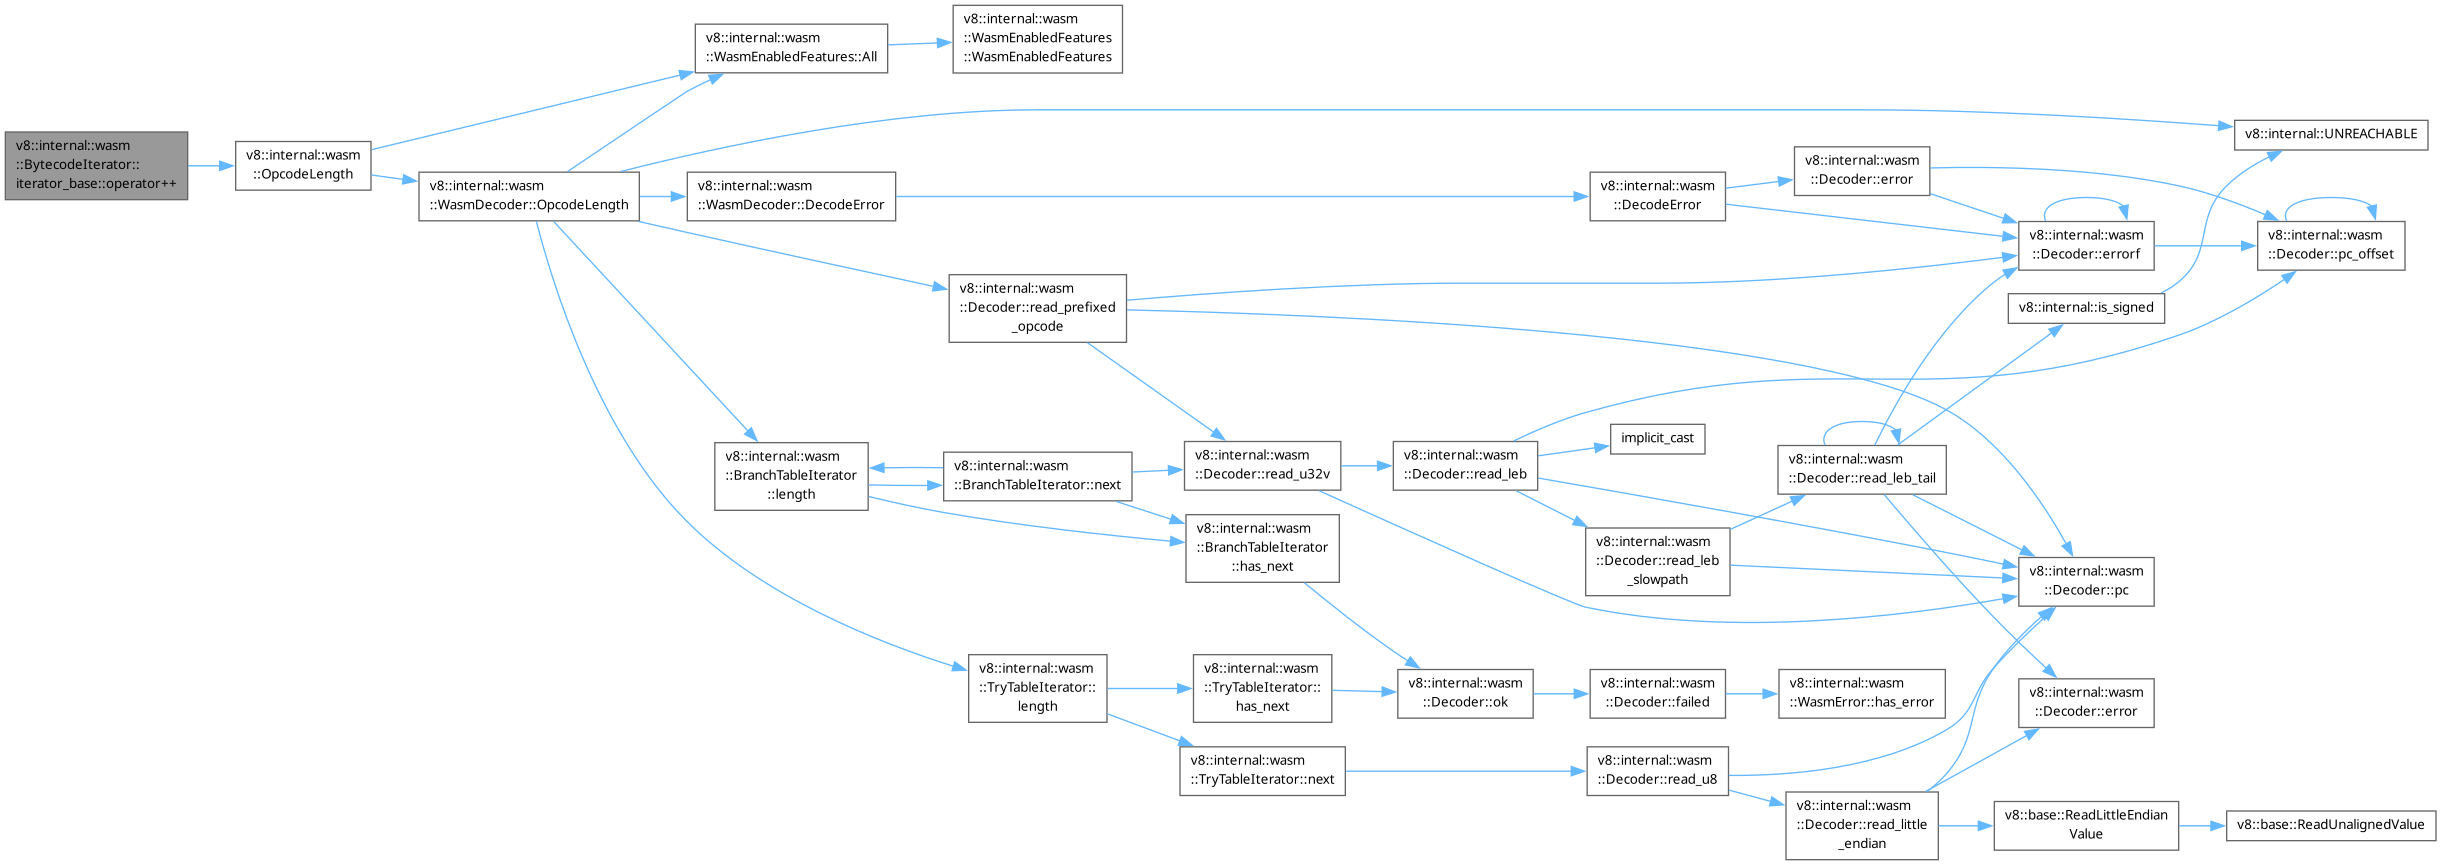 v8::internal::wasm
::BytecodeIterator::
iterator_base::operator++
v8::internal::wasm
::OpcodeLength
v8::internal::wasm
::WasmEnabledFeatures::All
v8::internal::wasm
::WasmEnabledFeatures
::WasmEnabledFeatures
v8::internal::wasm
::WasmDecoder::OpcodeLength
v8::internal::wasm
::WasmDecoder::DecodeError
v8::internal::wasm
::DecodeError
v8::internal::wasm
::Decoder::error
v8::internal::UNREACHABLE
v8::internal::wasm
::Decoder::errorf
v8::internal::wasm
::Decoder::pc_offset
v8::internal::wasm
::Decoder::read_prefixed
_opcode
v8::internal::is_signed
v8::internal::wasm
::BranchTableIterator
::length
v8::internal::wasm
::BranchTableIterator::next
v8::internal::wasm
::Decoder::read_u32v
v8::internal::wasm
::Decoder::read_leb
implicit_cast
v8::internal::wasm
::Decoder::read_leb_tail
v8::internal::wasm
::BranchTableIterator
::has_next
v8::internal::wasm
::Decoder::read_leb
_slowpath
v8::internal::wasm
::Decoder::pc
v8::internal::wasm
::TryTableIterator::
length
v8::internal::wasm
::TryTableIterator::
has_next
v8::internal::wasm
::Decoder::ok
v8::internal::wasm
::Decoder::failed
v8::internal::wasm
::WasmError::has_error
v8::internal::wasm
::Decoder::error
v8::internal::wasm
::TryTableIterator::next
v8::internal::wasm
::Decoder::read_u8
v8::internal::wasm
::Decoder::read_little
_endian
v8::base::ReadLittleEndian
Value
v8::base::ReadUnalignedValue